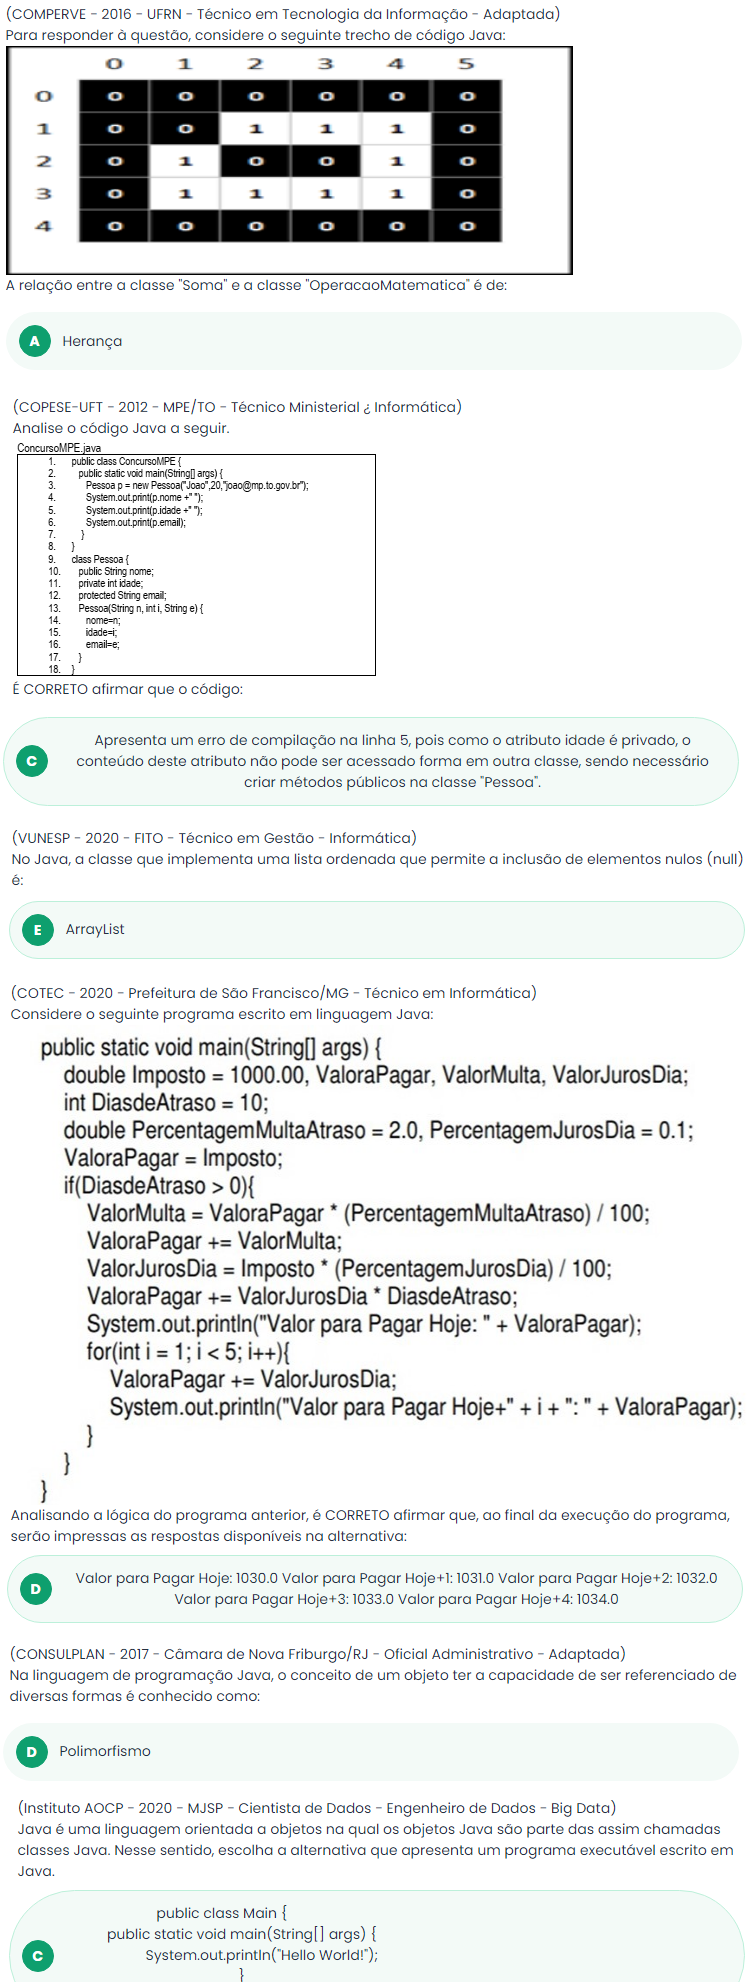 (COMPERVE - 2016 - UFRN - Técnico em Tecnologia da Informação - Adaptada)
Para responder à questão, considere o seguinte trecho de código Java:
0 1 2 3 4 5
0 0 0 0 0 0 0
1 0 0 1 1 1 0
2 0 1 0 0 1 0
3 0 1 1 1 1 0
4 0 0 0 0 0 0
A relação entre a classe "Soma" e a classe "OperacaoMatematica" é de:
A Herança
(COPESE-UFT - 2012 - MPE/TO - Técnico Ministerial ¿ Informática)
Analise o código Java a seguir.
ConcursoMPE.java
1. public class ConcursoMPE {
2. public static void main(String[] args) {
3. Pessoa p = new Pessoa("Joao",20,"joao@mp.to.gov.br");
4. System.out.print(p.nome +" ");
5. System.out.print(p.idade +" ");
6. System.out.print(p.email);
7. }
8. }
9. class Pessoa {
10. public String nome;
11. private int idade;
12. protected String email;
13. Pessoa(String n, int i, String e) {
14. nome=n;
15. idade=i;
16. email=e;
17. }
18. }
É CORRETO afirmar que o código:
C Apresenta um erro de compilação na linha 5, pois como o atributo idade é privado, o
conteúdo deste atributo não pode ser acessado forma em outra classe, sendo necessário
criar métodos públicos na classe "Pessoa".
(VUNESP - 2020 - FITO - Técnico em Gestão - Informática)
No Java, a classe que implementa uma lista ordenada que permite a inclusão de elementos nulos (null)
é:
E ArrayList
(COTEC - 2020 - Prefeitura de São Francisco/MG - Técnico em Informática)
Considere o seguinte programa escrito em linguagem Java:
public static void main(String[] args) {
double Imposto = 1000.00, ValoraPagar, ValorMulta, ValorJurosDia;
int DiasdeAtraso = 10;
double PercentagemMultaAtraso = 2.0, PercentagemJurosDia = 0.1;
ValoraPagar = Imposto;
if(DiasdeAtraso > 0){
ValorMulta = ValoraPagar * (PercentagemMultaAtraso) / 100;
ValoraPagar += ValorMulta;
ValorJurosDia = Imposto * (PercentagemJurosDia) / 100;
ValoraPagar += ValorJurosDia * DiasdeAtraso;
System.out.println("Valor para Pagar Hoje: " + ValoraPagar);
for(int i = 1; i < 5; i++){
ValoraPagar += ValorJurosDia;
System.out.println("Valor para Pagar Hoje+" + i + ": " + ValoraPagar);
}
}
}
Analisando a lógica do programa anterior, é CORRETO afirmar que, ao final da execução do programa,
serão impressas as respostas disponíveis na alternativa:
D Valor para Pagar Hoje: 1030.0 Valor para Pagar Hoje+1: 1031.0 Valor para Pagar Hoje+2: 1032.0
Valor para Pagar Hoje+3: 1033.0 Valor para Pagar Hoje+4: 1034.0
(CONSULPLAN - 2017 - Câmara de Nova Friburgo/RJ - Oficial Administrativo - Adaptada)
Na linguagem de programação Java, o conceito de um objeto ter a capacidade de ser referenciado de
diversas formas é conhecido como:
D Polimorfismo
(Instituto AOCP - 2020 - MJSP - Cientista de Dados - Engenheiro de Dados - Big Data)
Java é uma linguagem orientada a objetos na qual os objetos Java são parte das assim chamadas
classes Java. Nesse sentido, escolha a alternativa que apresenta um programa executável escrito em
Java.
public class Main {
public static void main(String[] args) {
C System.out.println("Hello World!");
}